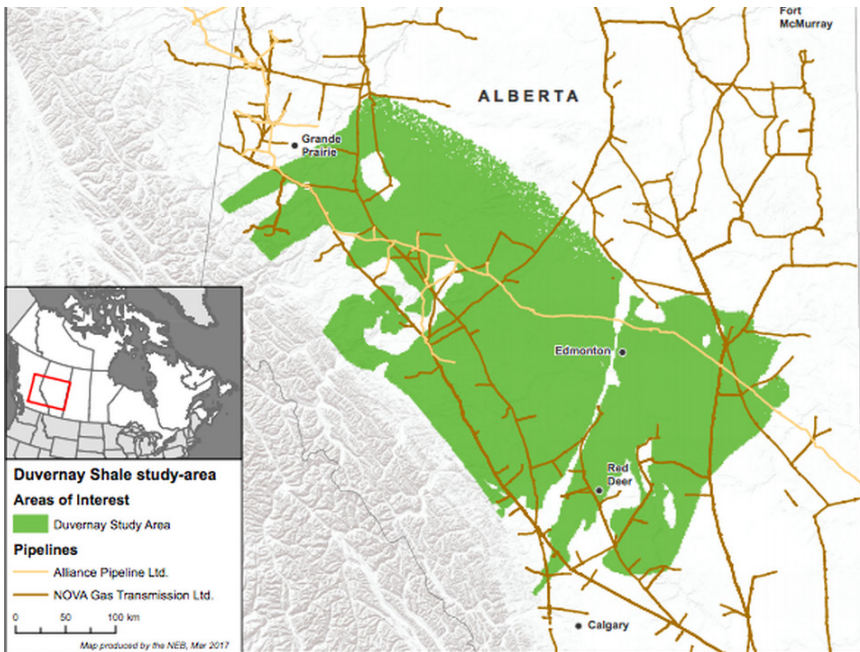 Fort
McMurray
ALBERTA
Grande
Prairie
Edmonton
Red
Deer
Calgary
Duvernay Shale study-area
Areas of Interest
Duvernay Study Area
Pipelines
Alliance Pipeline Ltd.
NOVA Gas Transmission Ltd.
0 50 100 km
Map produced by the NEB, Mar 2017